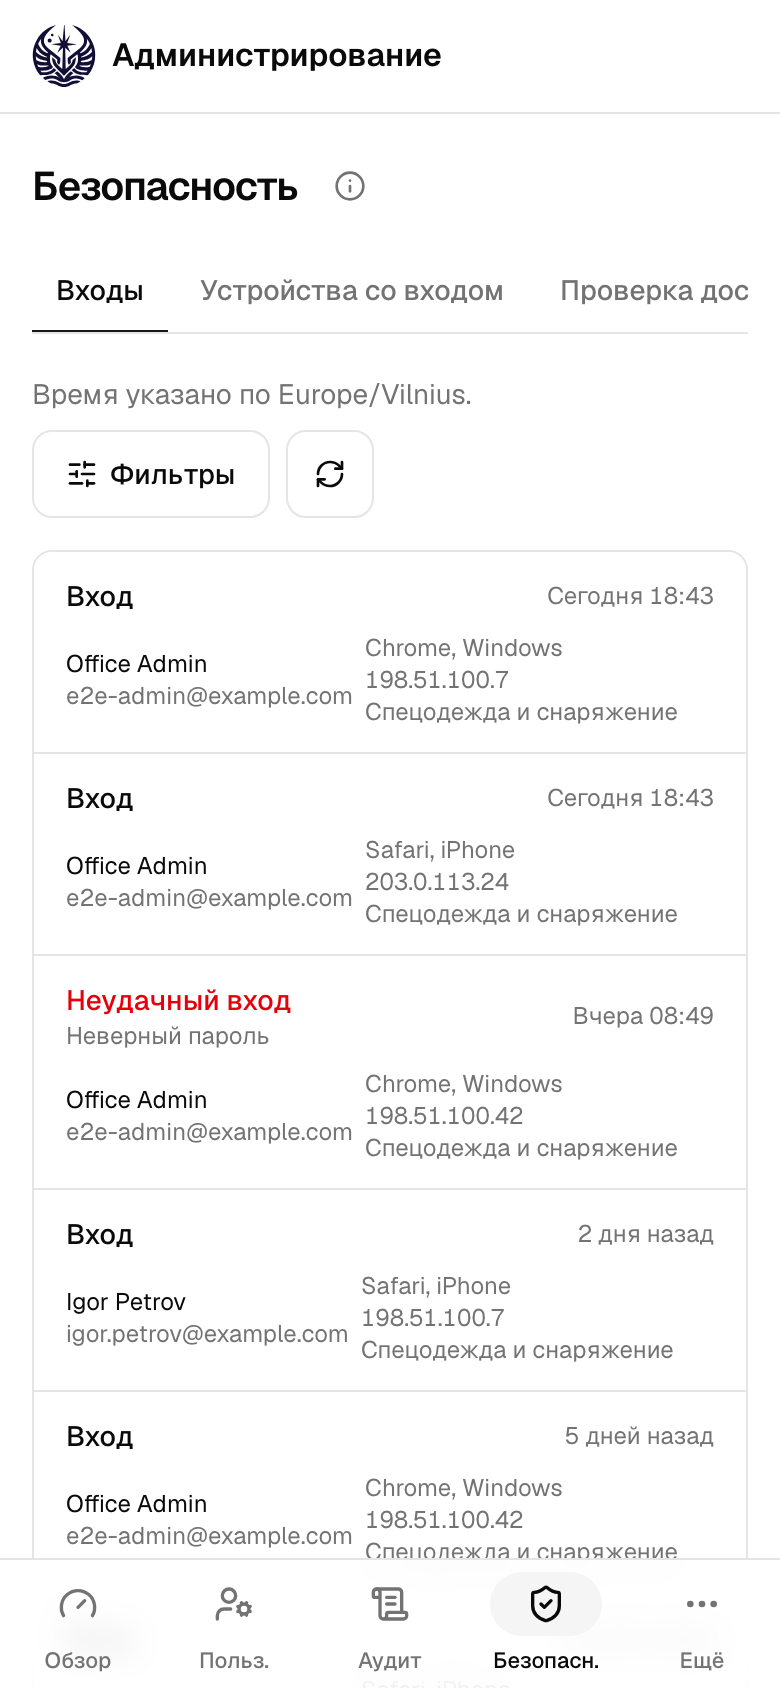 Администрирование
Безопасность
Входы
Устройства со входом
Проверка дос
Время указано по Europe/Vilnius.
Фильтры
Вход
Сегодня 18:43
Office Admin
e2e-admin@example.com
Chrome, Windows
198.51.100.7
Спецодежда и снаряжение
Вход
Сегодня 18:43
Office Admin
e2e-admin@example.com
Safari, iPhone
203.0.113.24
Спецодежда и снаряжение
Неудачный вход
Неверный пароль
Вчера 08:49
Office Admin
e2e-admin@example.com
Chrome, Windows
198.51.100.42
Спецодежда и снаряжение
Вход
2 дня назад
Igor Petrov
igor.petrov@example.com
Safari, iPhone
198.51.100.7
Спецодежда и снаряжение
Вход
5 дней назад
Office Admin
e2e-admin@example.com
Chrome, Windows
198.51.100.42
Спецодежда и снаряжение
Обзор
Польз.
Аудит
Безопасн.
Ещё